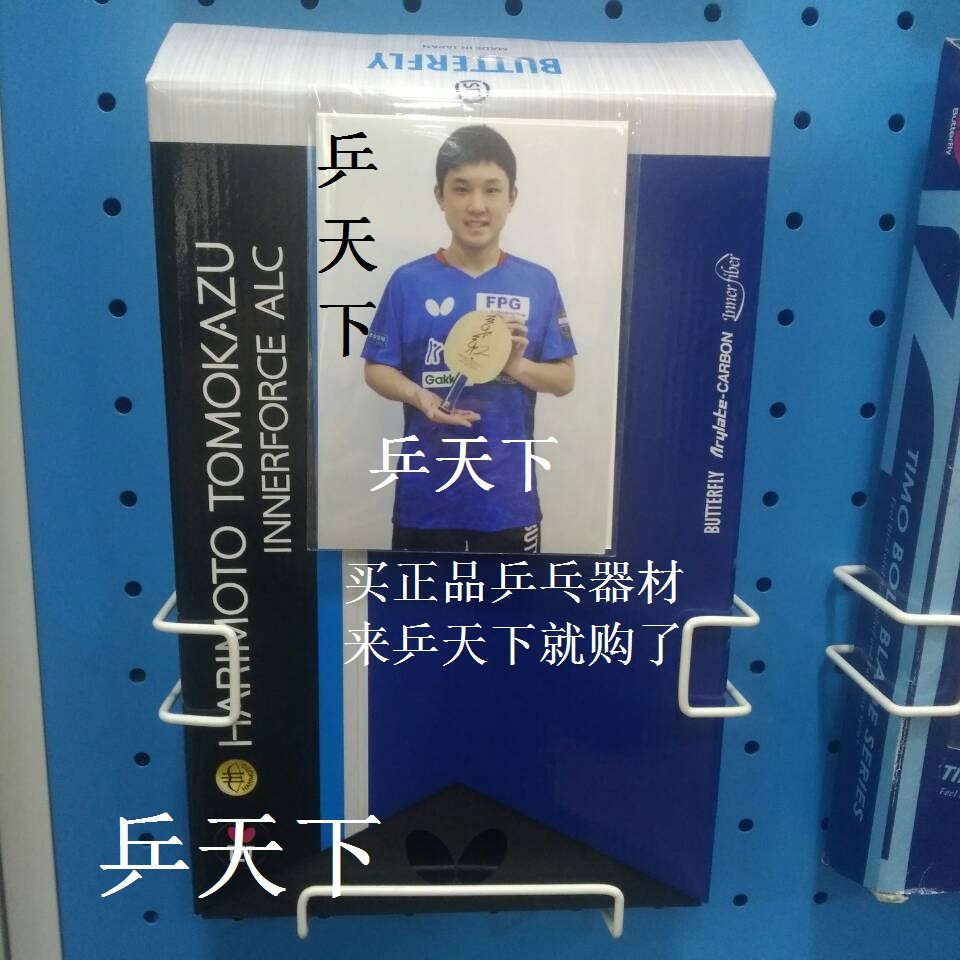 BUTTERFLY
MADE IN JAPAN
乒天下
FPG
Gakk
乒天下
HARIMOTO TOMOKAZU
INNERFORCE ALC
BUTTERFLY Arylate-CARBON Innerfiber
买正品乒乓器材
来乒天下就购了
乒天下
Butterfly
TIMO BOLL BLADE SERIES